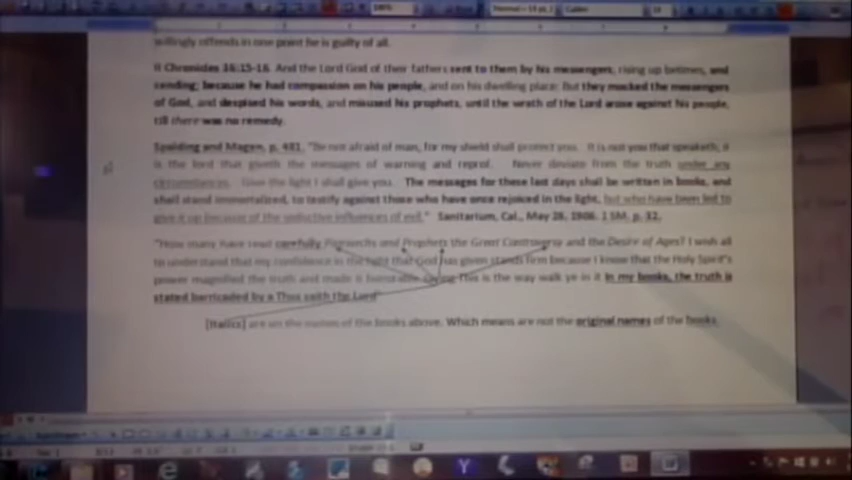 willingly offends in one point he is guilty of all.
II Chronicles 36:15-16. And the Lord God of their fathers sent to them by his messengers, rising up betimes, and
sending; because he had compassion on his people, and on his dwelling place: But they mocked the messengers
of God, and despised his words, and misused his prophets, until the wrath of the Lord arose against his people,
till there was no remedy.
Spalding and Magan, p. 481. "Be not afraid of man, for my shield shall protect you. It is not you that speaketh, it
is the lord that giveth the messages of warning and reprof. Never deviate from the truth under any
circumstances. Give the light I shall give you. The messages for these last days shall be written in books, and
shall stand immortalized, to testify against those who have once rejoiced in the light, but who have been led to
give it up because of the seductive influences of evil." Sanitarium, Cal., May 26, 1906. 1 SM, p. 32.
"How many have read carefully Patriarchs and Prophets the Great Controversy and the Desire of Ages? I wish all
to understand that my confidence in the light that God has given stands firm because I know that the Holy Spirit's
power magnified the truth and made is honorable saying This is the way walk ye in it In my books, the truth is
stated barricaded by a Thus saith the Lord"
[Italics] are on the names of the books above. Which means are not the original names of the books